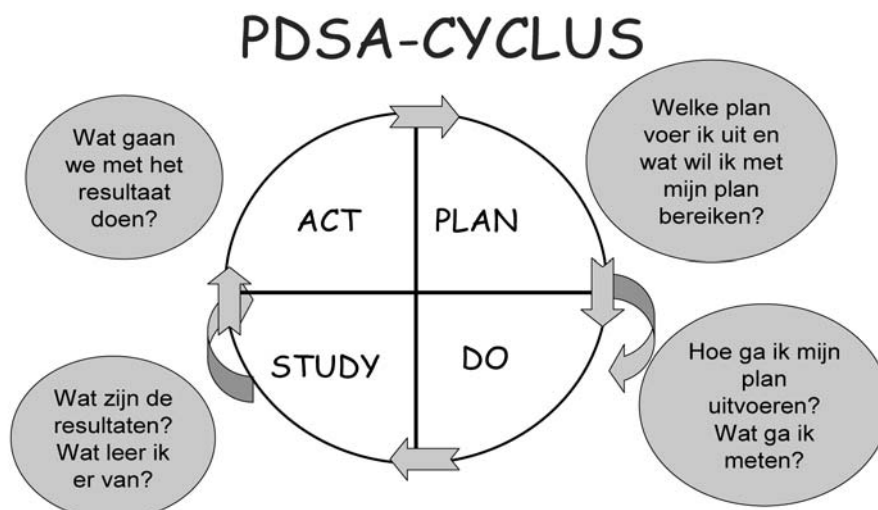 PDSA-CYCLUS
Wat gaan
we met het
resultaat
doen?
Welke plan
voer ik uit en
wat wil ik met
mijn plan
bereiken?
ACT
PLAN
STUDY
DO
Wat zijn de
resultaten?
Wat leer ik
er van?
Hoe ga ik mijn
plan
uitvoeren?
Wat ga ik
meten?